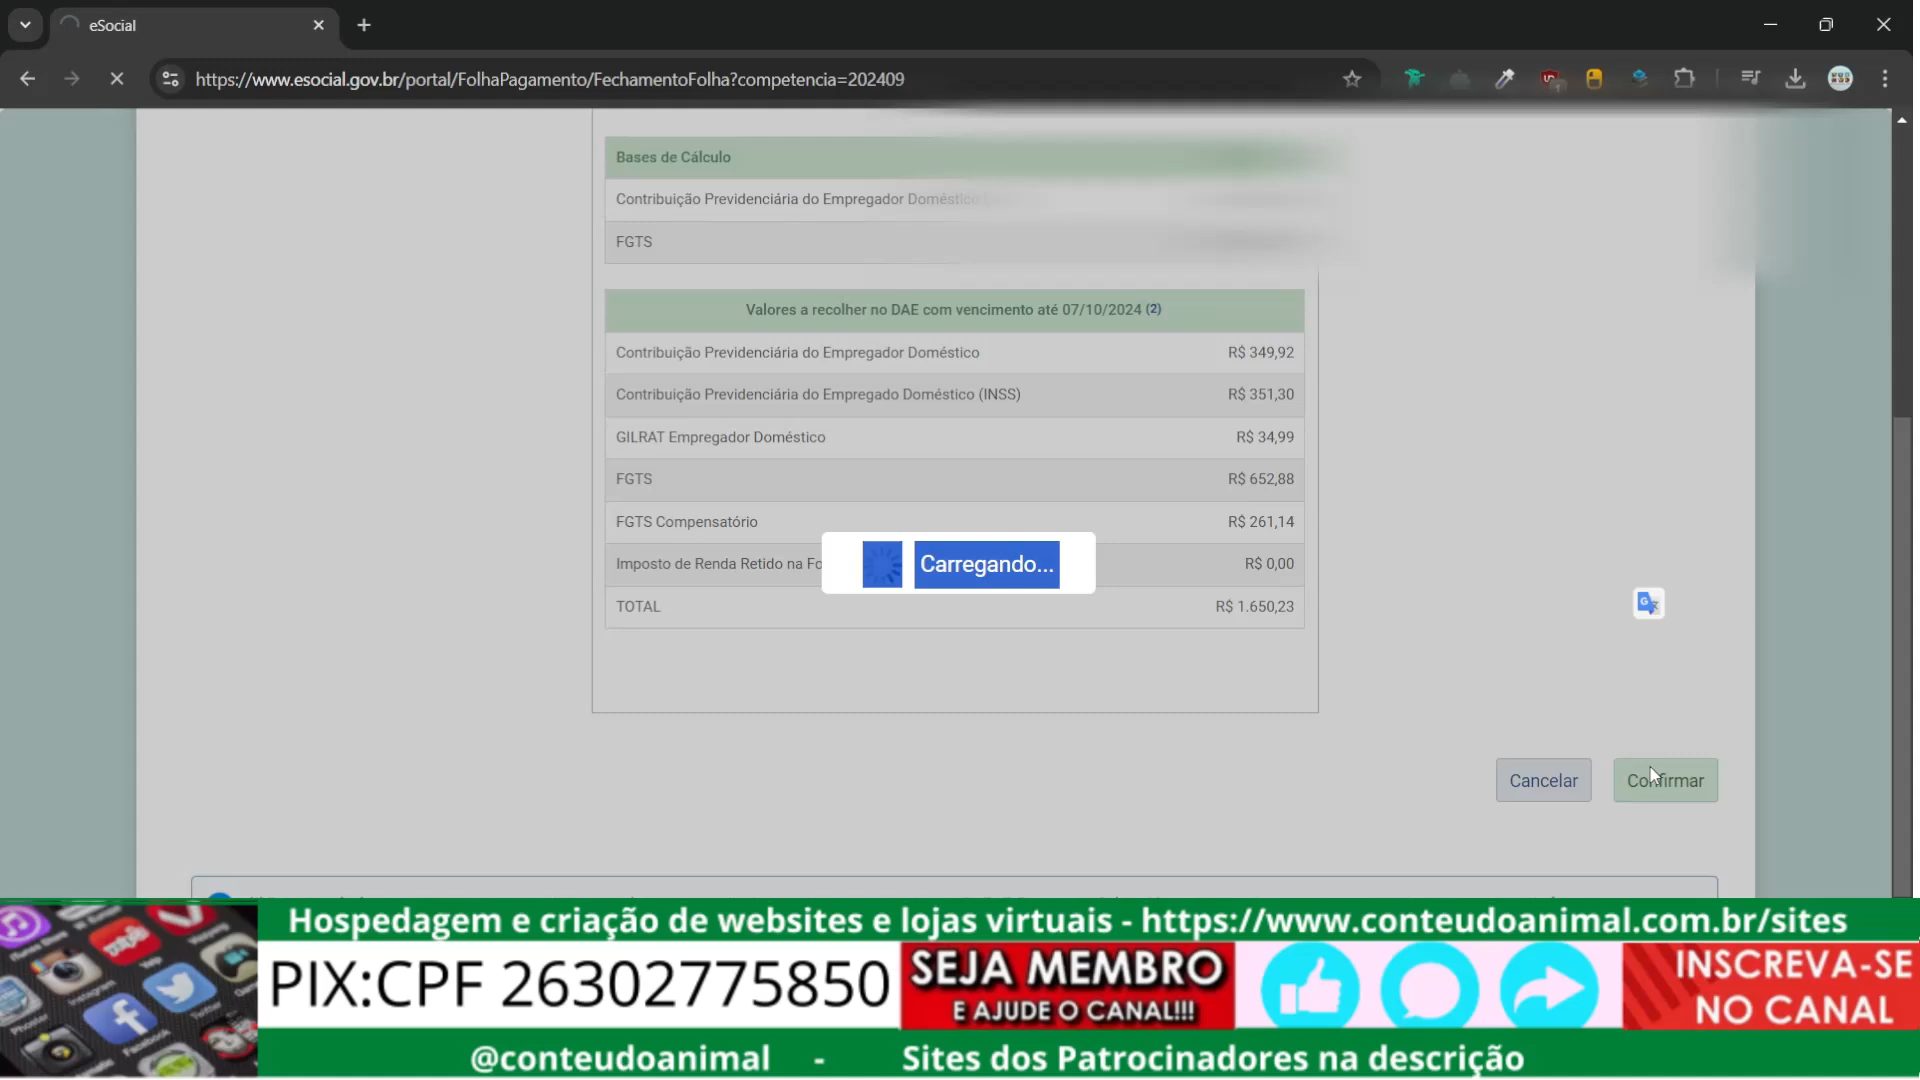 eSocial
https://www.esocial.gov.br/portal/FolhaPagamento/FechamentoFolha?competencia=202409
Bases de Cálculo
Contribuição Previdenciária do Empregador Doméstico
FGTS
Valores a recolher no DAE com vencimento até 07/10/2024 (2)
Contribuição Previdenciária do Empregador Doméstico R$ 349,92
Contribuição Previdenciária do Empregado Doméstico (INSS) R$ 351,30
GILRAT Empregador Doméstico R$ 34,99
FGTS R$ 652,88
FGTS Compensatório R$ 261,14
Imposto de Renda Retido na Fo R$ 0,00
Carregando...
TOTAL R$ 1.650,23
Cancelar Confirmar
Hospedagem e criação de websites e lojas virtuais - https://www.conteudoanimal.com.br/sites
PIX:CPF 26302775850
SEJA MEMBRO
E AJUDE O CANAL!!!
INSCREVA-SE
NO CANAL
@conteudoanimal - Sites dos Patrocinadores na descrição